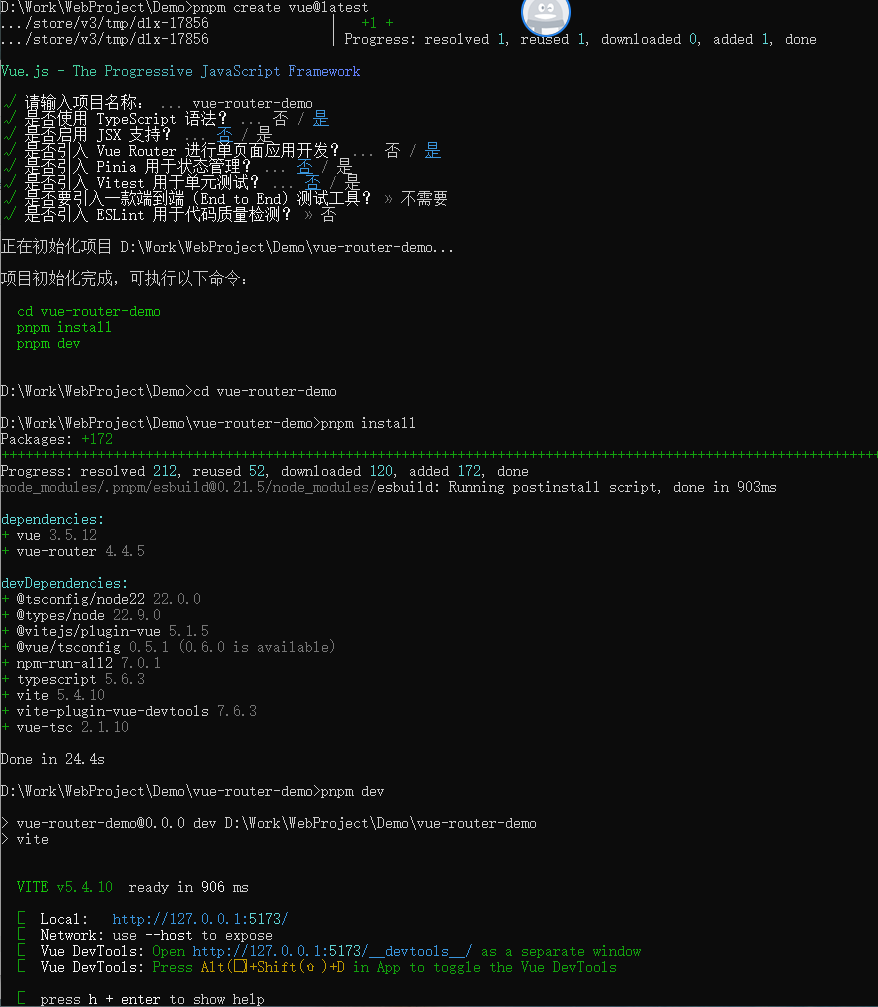 D:\Work\WebProject\Demo>pnpm create vue@latest
.../store/v3/tmp/dlx-17856 | +1 +
.../store/v3/tmp/dlx-17856 | Progress: resolved 1, reused 1, downloaded 0, added 1, done
Vue.js - The Progressive JavaScript Framework
√ 请输入项目名称： ... vue-router-demo
√ 是否使用 TypeScript 语法？ ... 否 / 是
√ 是否启用 JSX 支持？ ... 否 / 是
√ 是否引入 Vue Router 进行单页面应用开发？ ... 否 / 是
√ 是否引入 Pinia 用于状态管理？ ... 否 / 是
√ 是否引入 Vitest 用于单元测试？ ... 否 / 是
√ 是否要引入一款端到端（End to End）测试工具？ » 不需要
√ 是否引入 ESLint 用于代码质量检测？ » 否
正在初始化项目 D:\Work\WebProject\Demo\vue-router-demo...
项目初始化完成，可执行以下命令：
cd vue-router-demo
pnpm install
pnpm dev
D:\Work\WebProject\Demo>cd vue-router-demo
D:\Work\WebProject\Demo\vue-router-demo>pnpm install
Packages: +172
++++++++++++++++++++++++++++++++++++++++++++++++++++++++++++++++++++++++++++++++++++++++++++++++++++++++++++++
Progress: resolved 212, reused 52, downloaded 120, added 172, done
node_modules/.pnpm/esbuild@0.21.5/node_modules/esbuild: Running postinstall script, done in 903ms
dependencies:
+ vue 3.5.12
+ vue-router 4.4.5
devDependencies:
+ @tsconfig/node22 22.0.0
+ @types/node 22.9.0
+ @vitejs/plugin-vue 5.1.5
+ @vue/tsconfig 0.5.1 (0.6.0 is available)
+ npm-run-all2 7.0.1
+ typescript 5.6.3
+ vite 5.4.10
+ vite-plugin-vue-devtools 7.6.3
+ vue-tsc 2.1.10
Done in 24.4s
D:\Work\WebProject\Demo\vue-router-demo>pnpm dev
> vue-router-demo@0.0.0 dev D:\Work\WebProject\Demo\vue-router-demo
> vite
VITE v5.4.10 ready in 906 ms
[ Local: http://127.0.0.1:5173/
[ Network: use --host to expose
[ Vue DevTools: Open http://127.0.0.1:5173/__devtools__/ as a separate window
[ Vue DevTools: Press Alt(□)+Shift(⇧)+D in App to toggle the Vue DevTools
[ press h + enter to show help